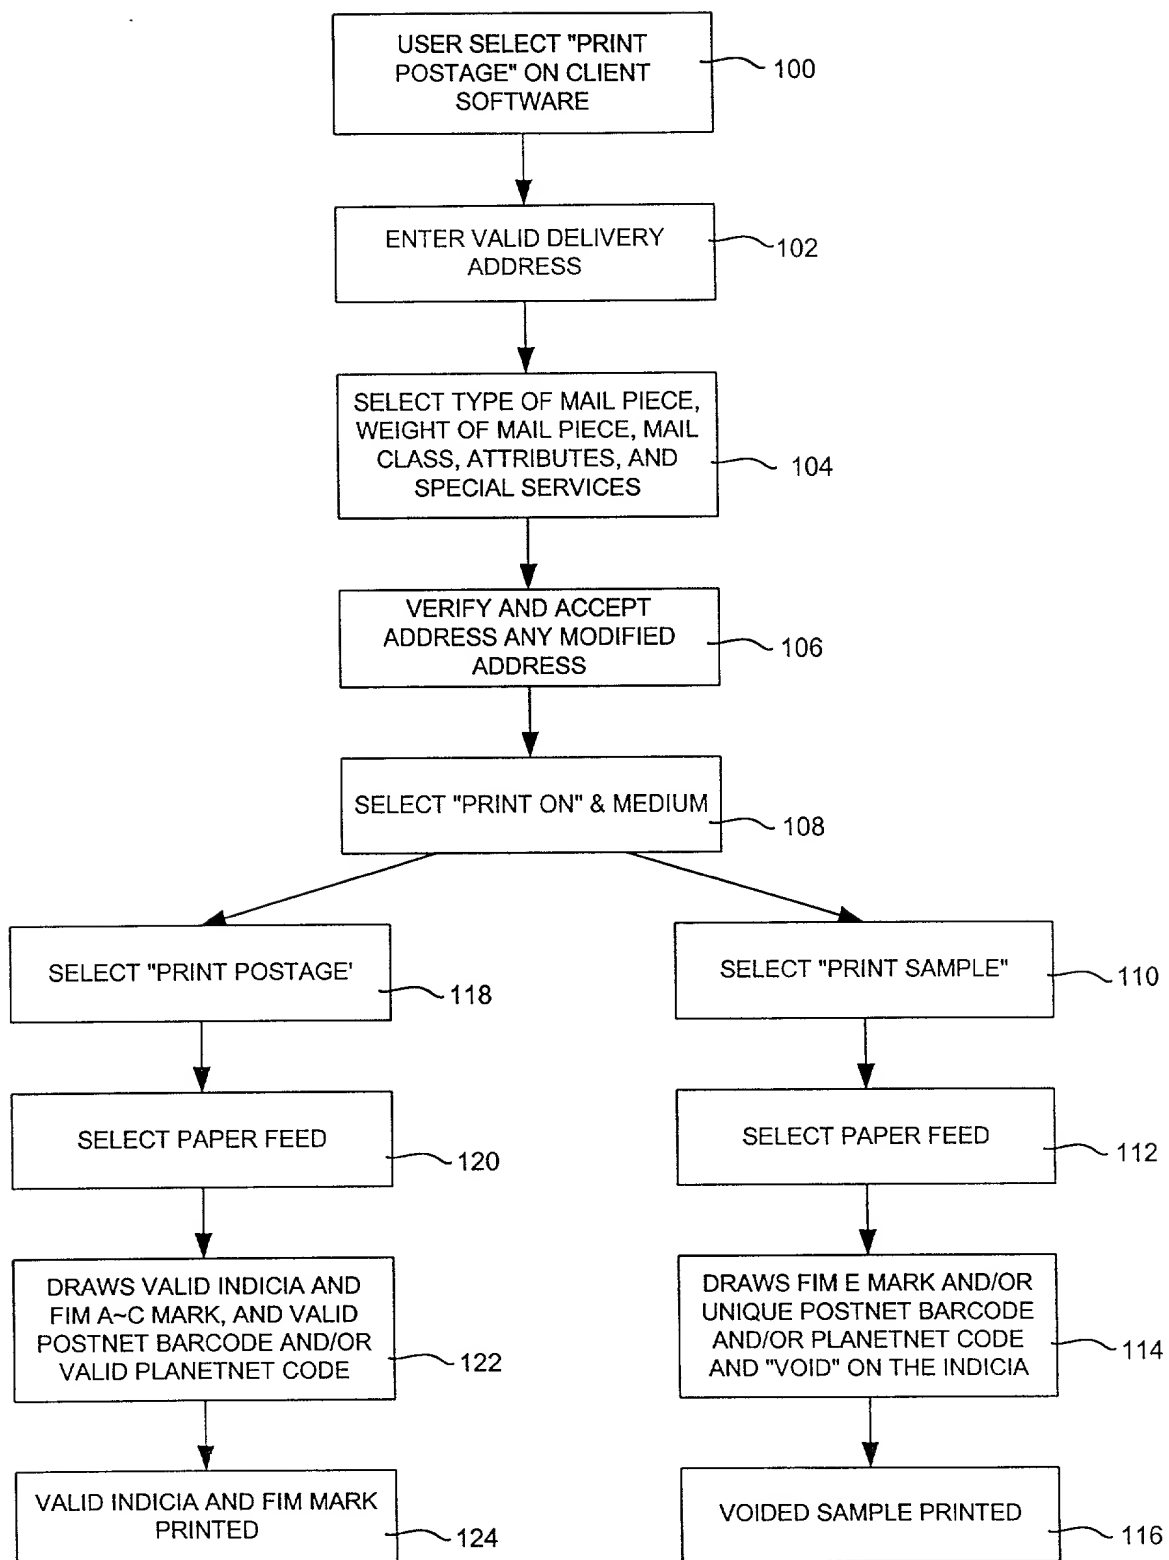 USER SELECT "PRINT
POSTAGE" ON CLIENT
SOFTWARE
100
ENTER VALID DELIVERY
ADDRESS
102
SELECT TYPE OF MAIL PIECE,
WEIGHT OF MAIL PIECE, MAIL
CLASS, ATTRIBUTES, AND
SPECIAL SERVICES
104
VERIFY AND ACCEPT
ADDRESS ANY MODIFIED
ADDRESS
106
SELECT "PRINT ON" & MEDIUM
108
SELECT "PRINT POSTAGE'
118
SELECT PAPER FEED
120
DRAWS VALID INDICIA AND
FIM A~C MARK, AND VALID
POSTNET BARCODE AND/OR
VALID PLANETNET CODE
122
VALID INDICIA AND FIM MARK
PRINTED
124
SELECT "PRINT SAMPLE"
110
SELECT PAPER FEED
112
DRAWS FIM E MARK AND/OR
UNIQUE POSTNET BARCODE
AND/OR PLANETNET CODE
AND "VOID" ON THE INDICIA
114
VOIDED SAMPLE PRINTED
116